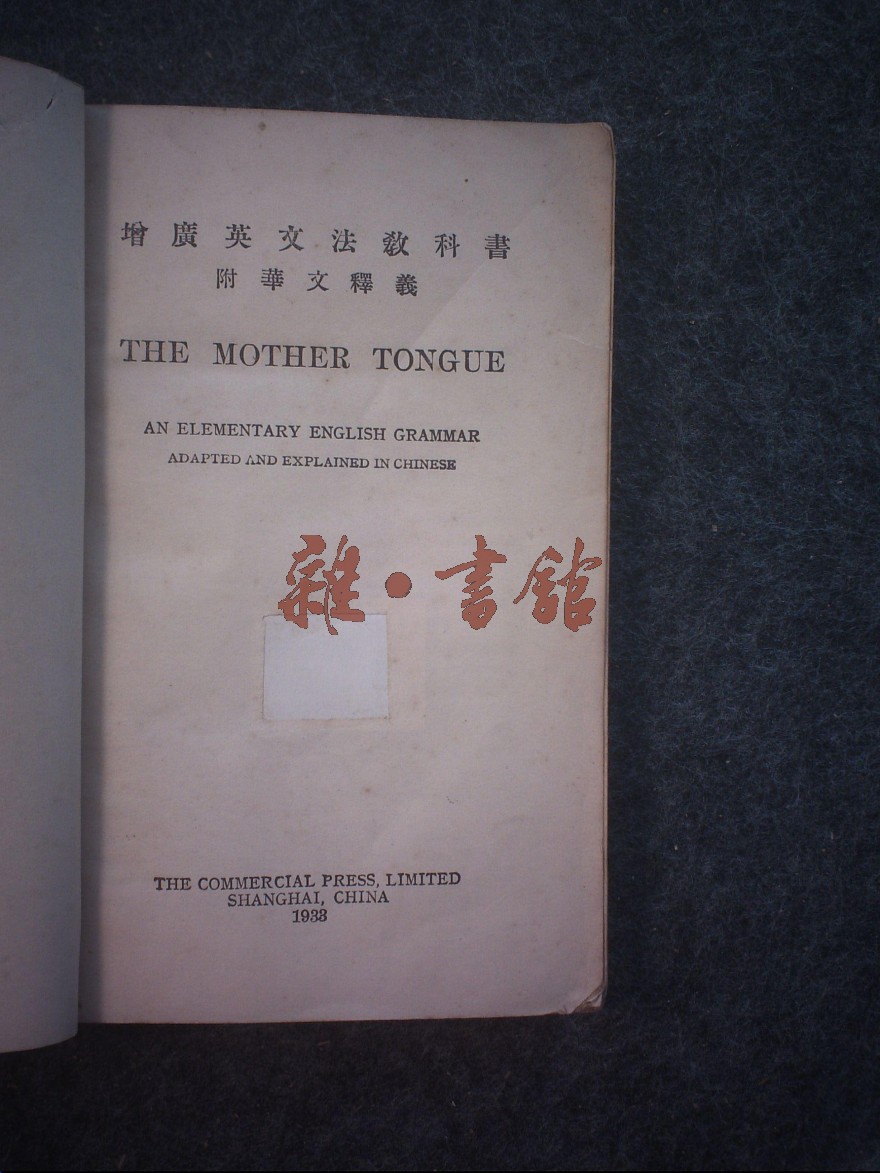 增廣英文法教科書
附華文釋義
THE MOTHER TONGUE
AN ELEMENTARY ENGLISH GRAMMAR
ADAPTED AND EXPLAINED IN CHINESE
雜·書館
THE COMMERCIAL PRESS, LIMITED
SHANGHAI, CHINA
1933